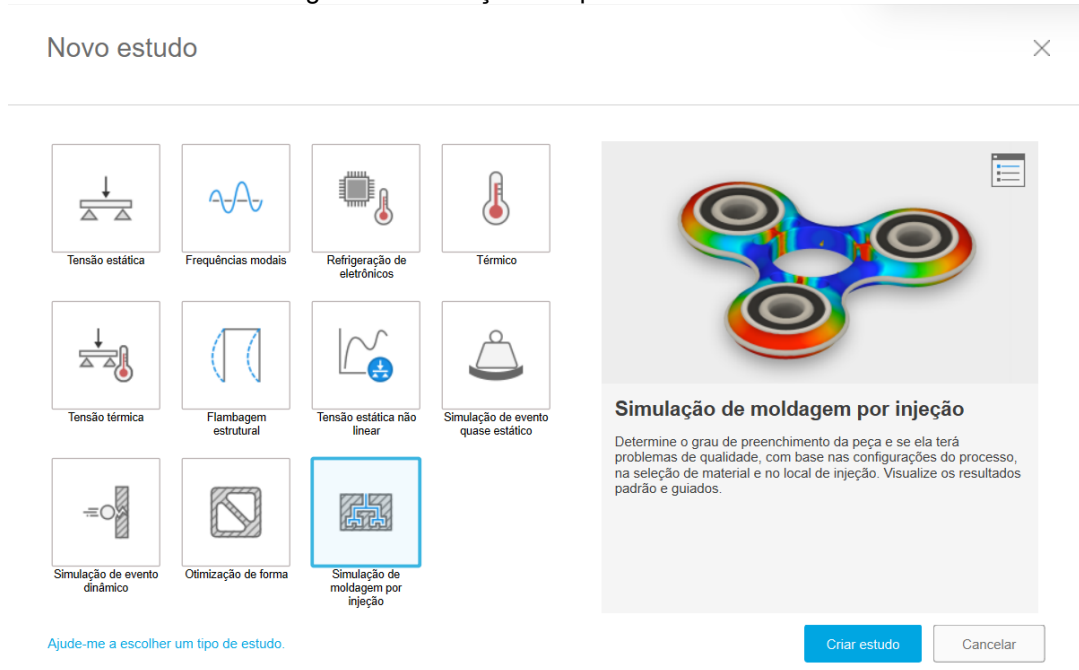 Novo estudo
Tensão estática
Frequências modais
Refrigeração de
eletrônicos
Térmico
Tensão térmica
Flambagem
estrutural
Tensão estática não
linear
Simulação de evento
quase estático
Simulação de evento
dinâmico
Otimização de forma
Simulação de
moldagem por
injeção
Simulação de moldagem por injeção
Determine o grau de preenchimento da peça e se ela terá
problemas de qualidade, com base nas configurações do processo,
na seleção de material e no local de injeção. Visualize os resultados
padrão e guiados.
Ajude-me a escolher um tipo de estudo.
Criar estudo
Cancelar